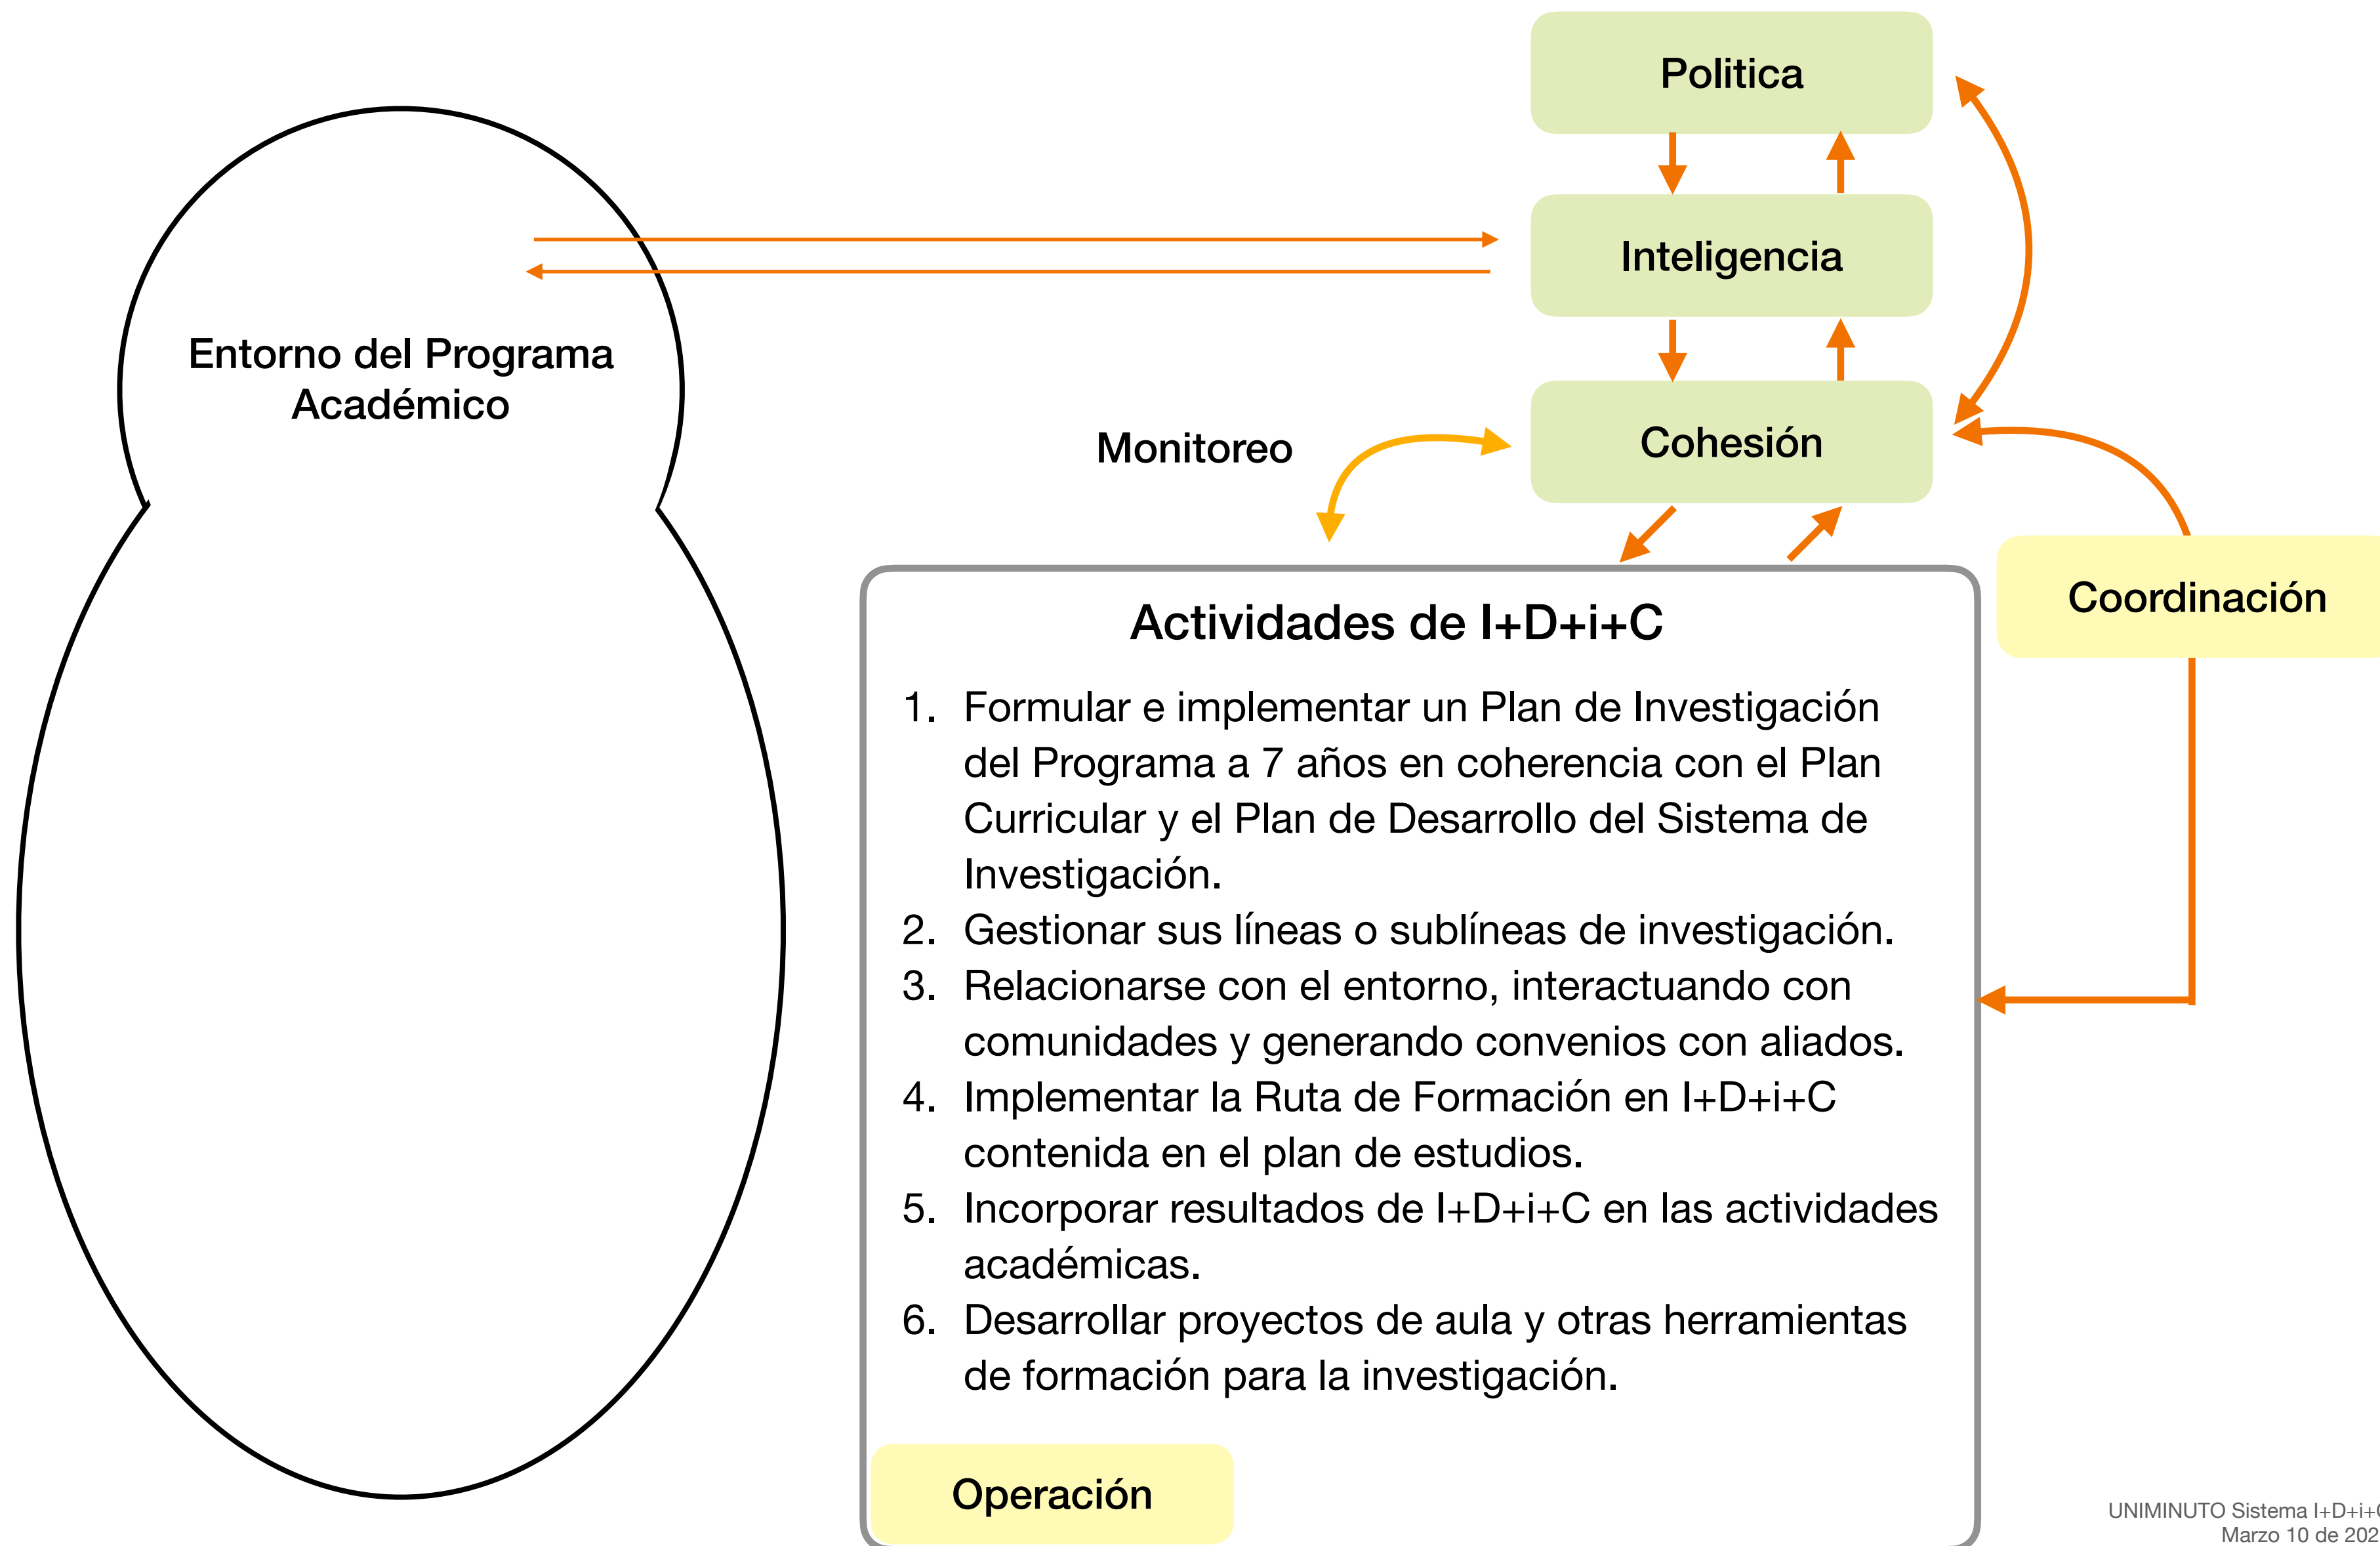 Politica
Inteligencia
Entorno del Programa
Académico
Monitoreo
Cohesión
Coordinación
Actividades de I+D+i+C
1. Formular e implementar un Plan de Investigación
del Programa a 7 años en coherencia con el Plan
Curricular y el Plan de Desarrollo del Sistema de
Investigación.
2. Gestionar sus líneas o sublíneas de investigación.
3. Relacionarse con el entorno, interactuando con
comunidades y generando convenios con aliados.
4. Implementar la Ruta de Formación en I+D+i+C
contenida en el plan de estudios.
5. Incorporar resultados de I+D+i+C en las actividades
académicas.
6. Desarrollar proyectos de aula y otras herramientas
de formación para la investigación.
Operación
UNIMINUTO Sistema I+D+i+C
Marzo 10 de 202